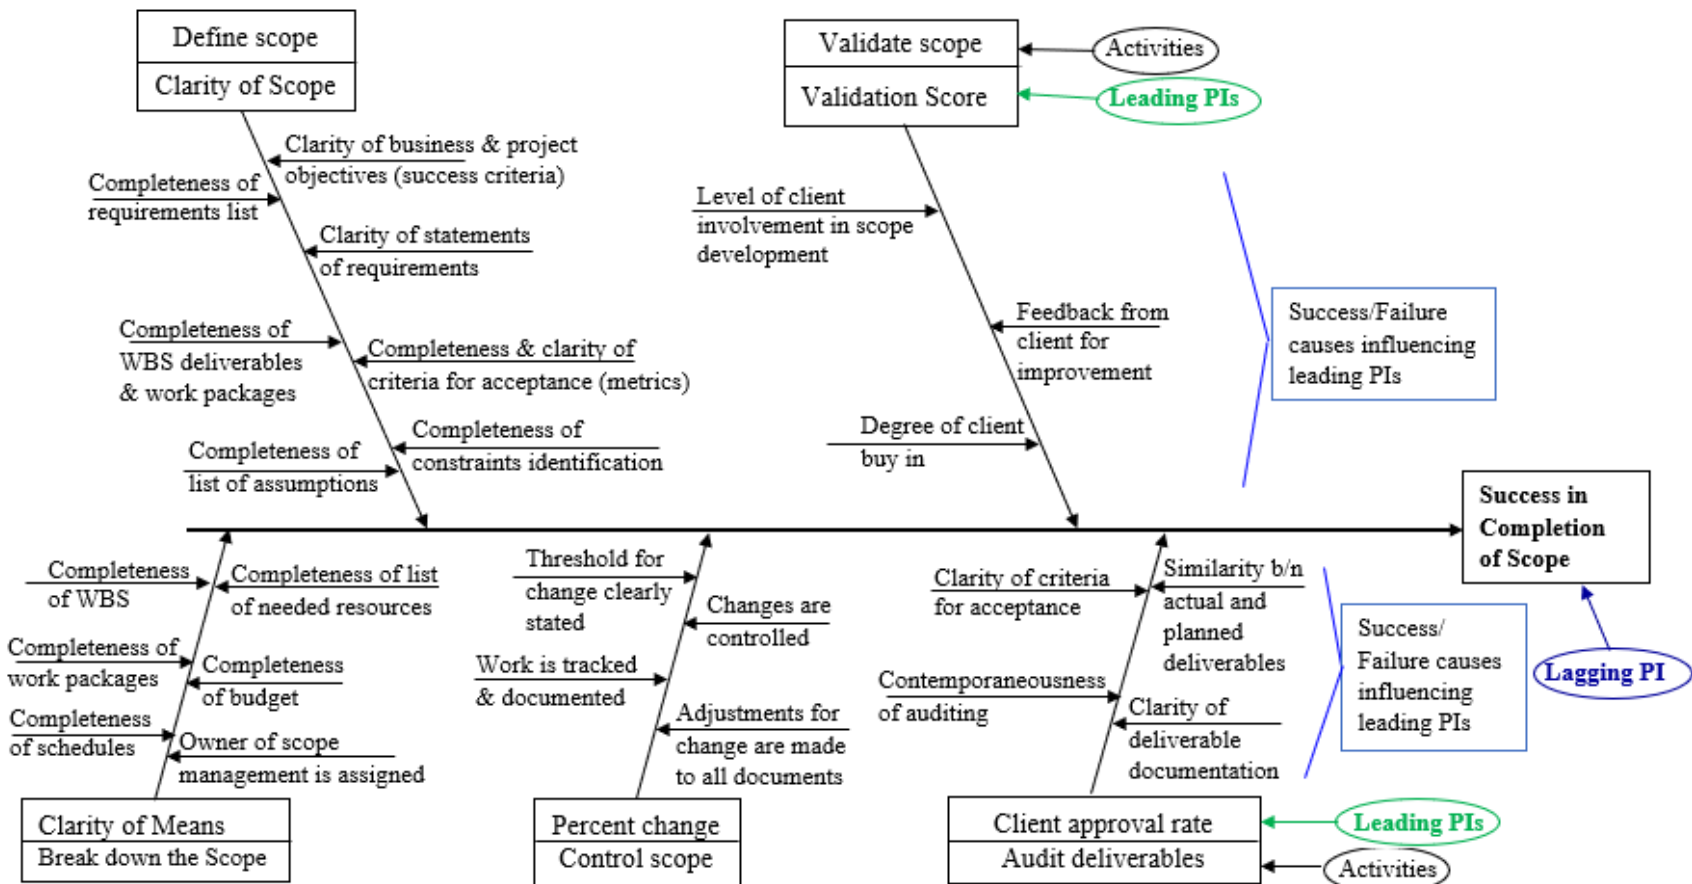 Define scope
Clarity of Scope
Validate scope
Validation Score
Activities
Leading PIs
Clarity of business & project
objectives (success criteria)
Completeness of
requirements list
Clarity of statements
of requirements
Completeness of
WBS deliverables
& work packages
Completeness & clarity of
criteria for acceptance (metrics)
Completeness of
constraints identification
Completeness of
list of assumptions
Level of client
involvement in scope
development
Feedback from
client for
improvement
Degree of client
buy in
Success/Failure
causes influencing
leading PIs
Success in
Completion
of Scope
Lagging PI
Completeness
of WBS
Completeness of list
of needed resources
Completeness of
work packages
Completeness
of budget
Completeness
of schedules
Owner of scope
management is assigned
Clarity of Means
Break down the Scope
Threshold for
change clearly
stated
Changes are
controlled
Work is tracked
& documented
Adjustments for
change are made
to all documents
Percent change
Control scope
Clarity of criteria
for acceptance
Similarity b/n
actual and
planned
deliverables
Contemporaneousness
of auditing
Clarity of
deliverable
documentation
Client approval rate
Audit deliverables
Success/
Failure causes
influencing
leading PIs
Leading PIs
Activities